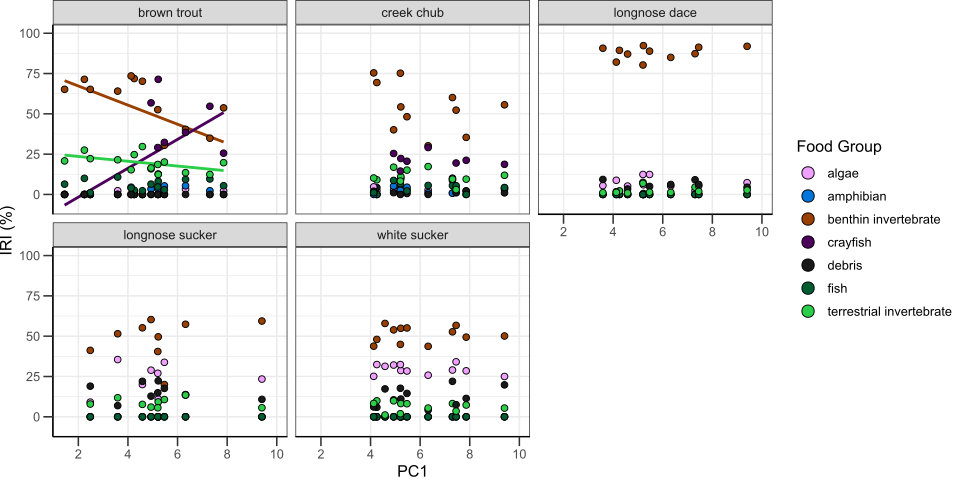 brown trout
creek chub
longnose dace
100
75
50
25
0
2 4 6 8 10
longnose sucker
white sucker
100
75
50
25
0
2 4 6 8 10
2 4 6 8 10
PC1
IRI (%)
Food Group
algae
amphibian
benthin invertebrate
crayfish
debris
fish
terrestrial invertebrate